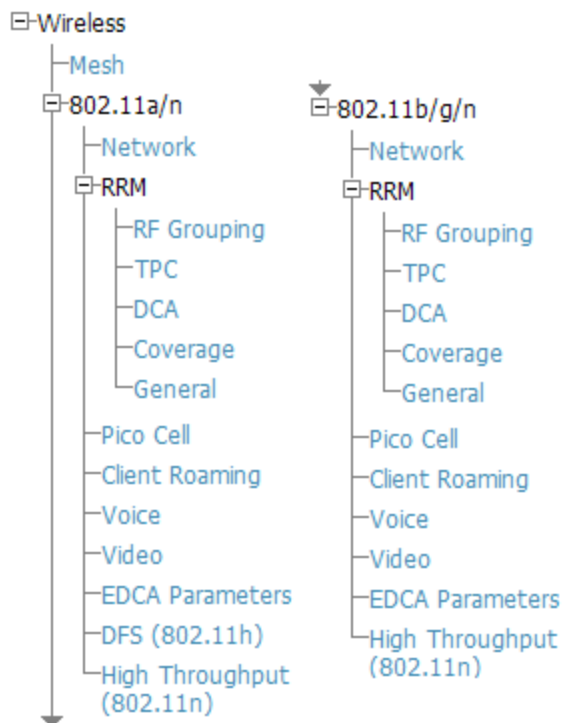 Wireless
Mesh
802.11a/n
Network
RRM
RF Grouping
TPC
DCA
Coverage
General
Pico Cell
Client Roaming
Voice
Video
EDCA Parameters
DFS (802.11h)
High Throughput
(802.11n)
802.11b/g/n
Network
RRM
RF Grouping
TPC
DCA
Coverage
General
Pico Cell
Client Roaming
Voice
Video
EDCA Parameters
High Throughput
(802.11n)